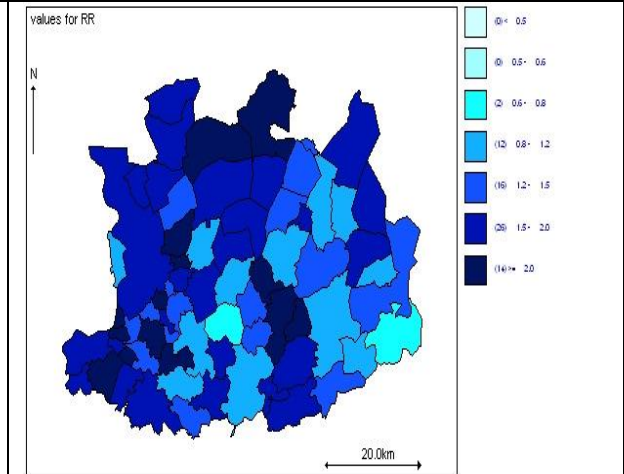 values for RR
N
(0) < 0.5
(0) 0.5 - 0.6
(2) 0.6 - 0.8
(12) 0.8 - 1.2
(16) 1.2 - 1.5
(26) 1.5 - 2.0
(14) >= 2.0
20.0km